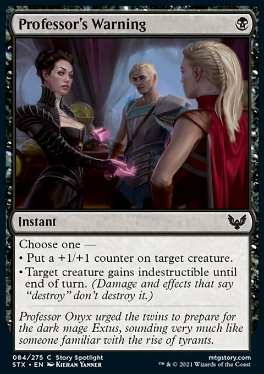 Professor's Warning
Instant
Choose one —
• Put a +1/+1 counter on target creature.
• Target creature gains indestructible until
end of turn. (Damage and effects that say
"destroy" don't destroy it.)
Professor Onyx urged the twins to prepare for
the dark mage Extus, sounding very much like
someone familiar with the rise of tyrants.
084/275 C Story Spotlight
STX • EN Kieran Yanner
mtgstory.com
™ & © 2021 Wizards of the Coast